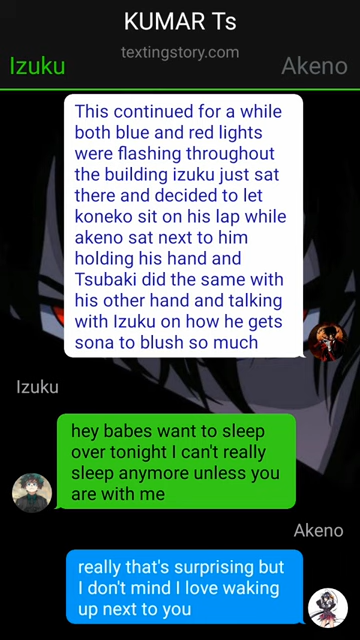 KUMAR Ts
textingstory.com
Izuku
Akeno
This continued for a while
both blue and red lights
were flashing throughout
the building izuku just sat
there and decided to let
koneko sit on his lap while
akeno sat next to him
holding his hand and
Tsubaki did the same with
his other hand and talking
with Izuku on how he gets
sona to blush so much
Izuku
hey babes want to sleep
over tonight I can't really
sleep anymore unless you
are with me
Akeno
really that's surprising but
I don't mind I love waking
up next to you